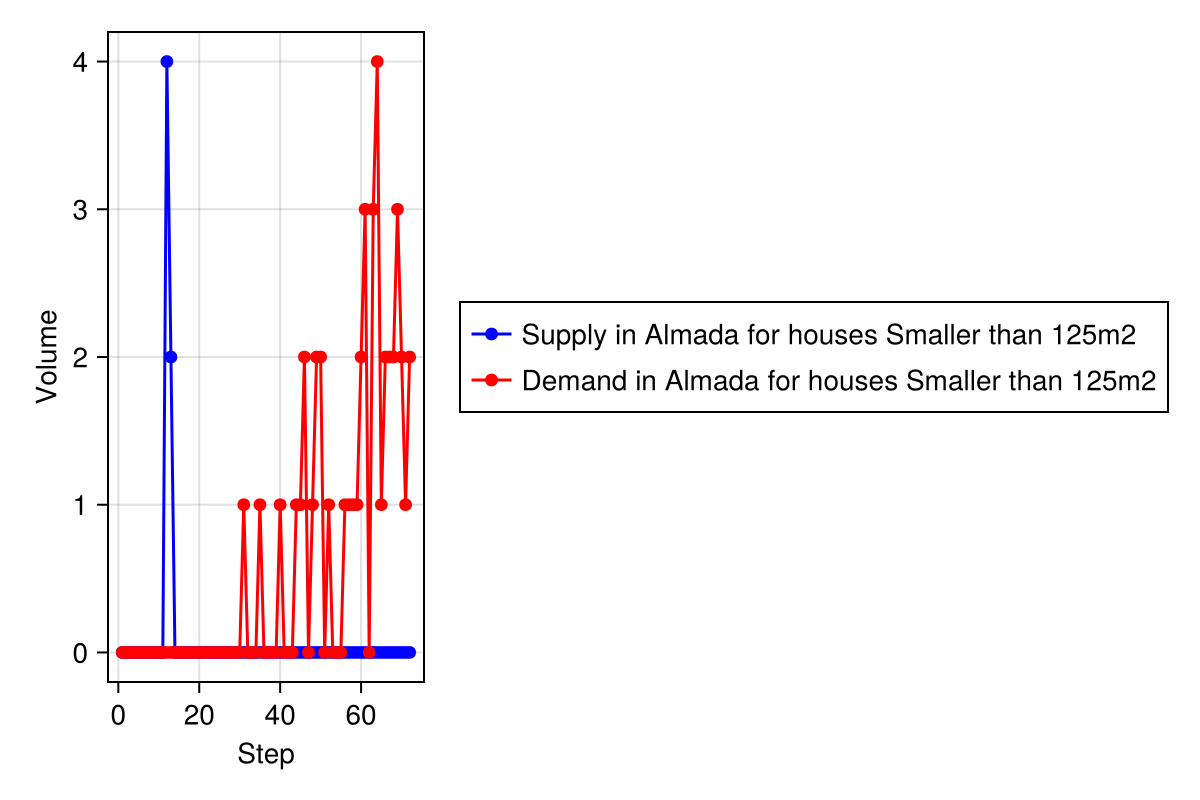 4
3
2
1
0
Volume
0 20 40 60
Step
Supply in Almada for houses Smaller than 125m2
Demand in Almada for houses Smaller than 125m2